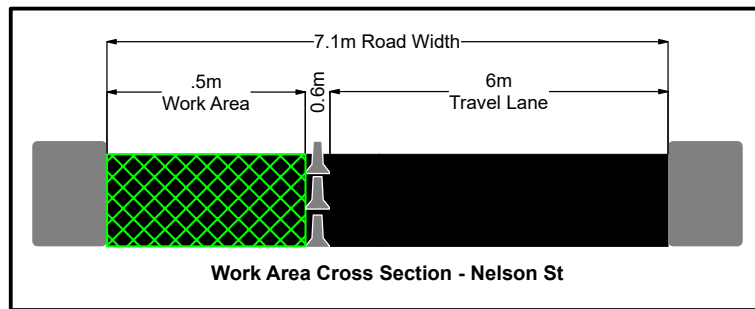 7.1m Road Width
.5m
Work Area
0.6m
6m
Travel Lane
Work Area Cross Section - Nelson St